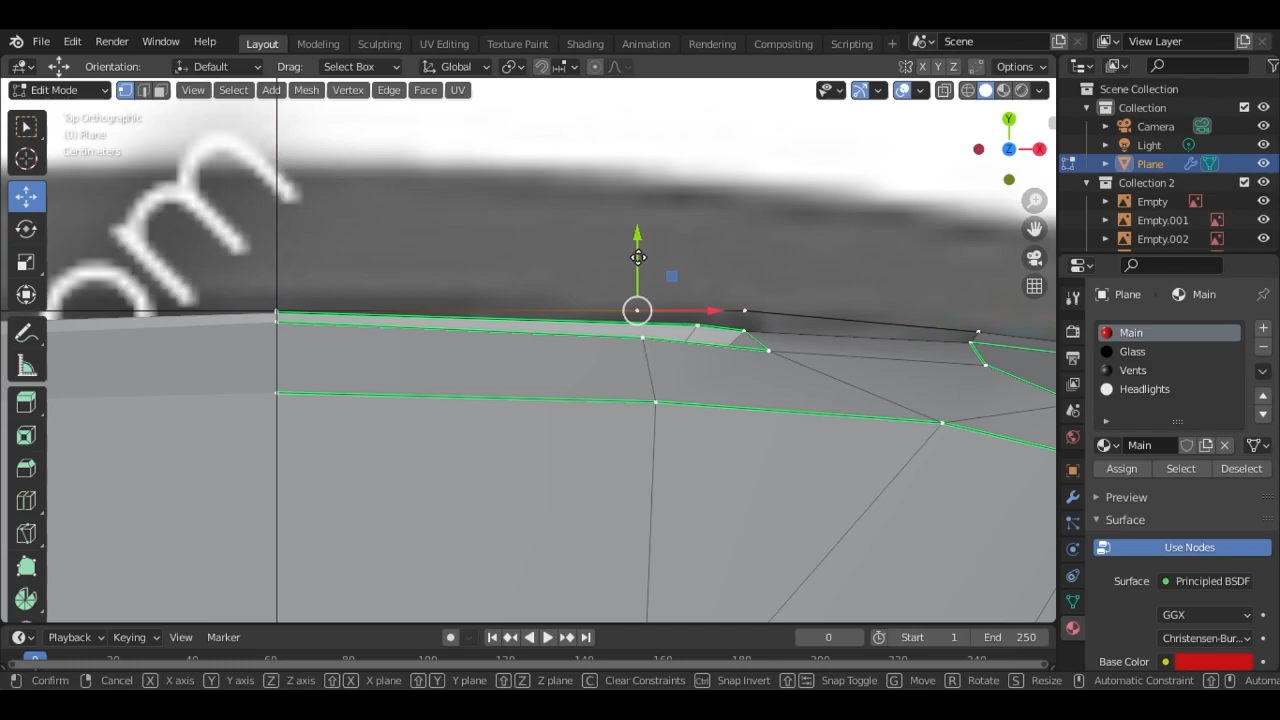 File Edit Render Window Help Layout Modeling Sculpting UV Editing Texture Paint Shading Animation Rendering Compositing Scripting + Scene View Layer
Orientation: Default Drag: Select Box Global X Y Z Options
Edit Mode View Select Add Mesh Vertex Edge Face UV
Scene Collection
Collection
Camera
Light
Plane
Collection 2
Empty
Empty.001
Empty.002
Top Orthographic
(0) Plane
Centimeters
om
Y
Z
X
Plane Main
Main
Glass
Vents
Headlights
Main
Assign Select Deselect
Preview
Surface
Use Nodes
Surface Principled BSDF
GGX
Christensen-Bur...
Base Color
Playback Keying View Marker 0 Start 1 End 250
0
Confirm Cancel X X axis Y Y axis Z Z axis X X plane Y Y plane Z Z plane C Clear Constraints Ctrl Snap Invert Snap Toggle G Move R Rotate S Resize Automatic Constraint Automa